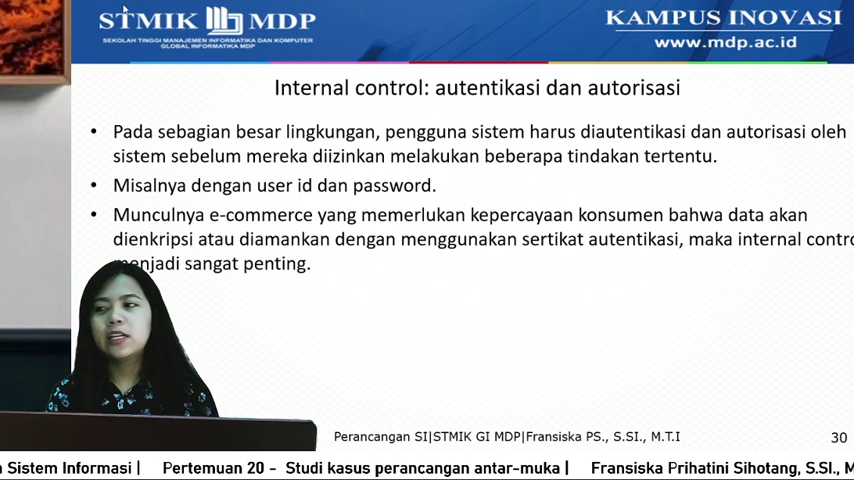 STMIK MDP
SEKOLAH TINGGI MANAJEMEN INFORMATIKA DAN KOMPUTER
GLOBAL INFORMATIKA MDP
KAMPUS INOVASI
www.mdp.ac.id
Internal control: autentikasi dan autorisasi
• Pada sebagian besar lingkungan, pengguna sistem harus diautentikasi dan autorisasi oleh
sistem sebelum mereka diizinkan melakukan beberapa tindakan tertentu.
• Misalnya dengan user id dan password.
• Munculnya e-commerce yang memerlukan kepercayaan konsumen bahwa data akan
dienkripsi atau diamankan dengan menggunakan sertikat autentikasi, maka internal contro
menjadi sangat penting.
Perancangan SI|STMIK GI MDP|Fransiska PS., S.SI., M.T.I
30
Sistem Informasi | Pertemuan 20 - Studi kasus perancangan antar-muka | Fransiska Prihatini Sihotang, S.SI., M